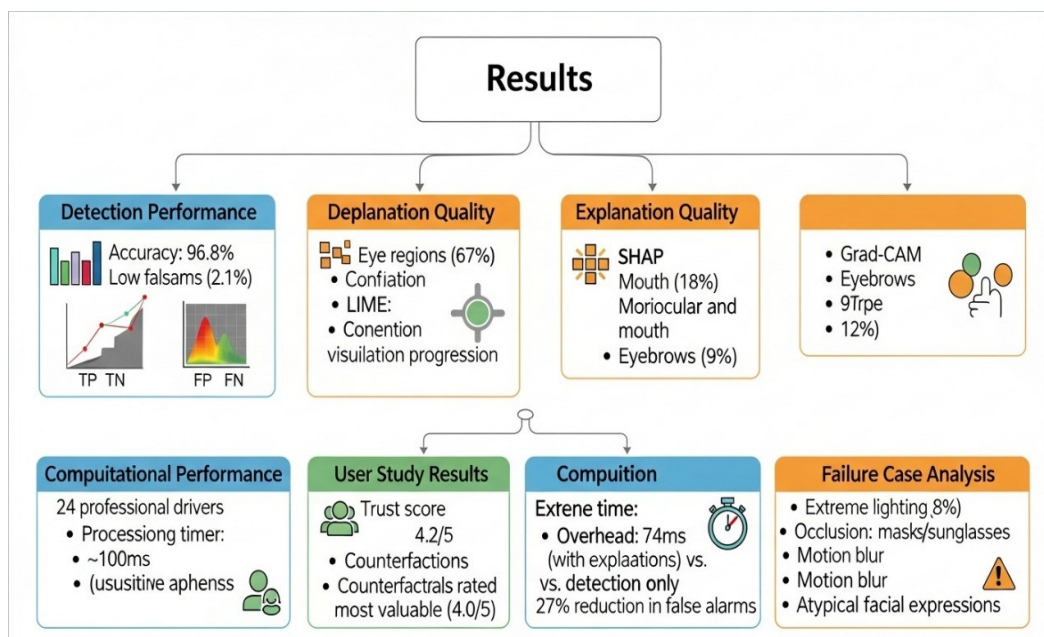 Results
Detection Performance
Accuracy: 96.8%
Low falsams (2.1%)
TP TN
FP FN
Deplanation Quality
Eye regions (67%)
• Confiation
• LIME:
• Conention
visuilation progression
Explanation Quality
SHAP
Mouth (18%)
Moriocular and
mouth
• Eyebrows (9%)
• Grad-CAM
• Eyebrows
• 9Trpe
• 12%)
Compuitational Performance
24 professional drivers
• Processiong timer:
• ~100ms
• (ususitive aphenss
User Study Results
Trust score
4.2/5
• Counterfactions
• Counterfactrals rated
most valuable (4.0/5)
Compuition
Extrene time:
• Overhead: 74ms
(with explaations) vs.
vs. detection only
27% reduction in false alarms
Failure Case Analysis
• Extreme lighting 8%)
• Occlusion: masks/sunglasses
• Motion blur
• Motion blur
• Atypical facial expressions